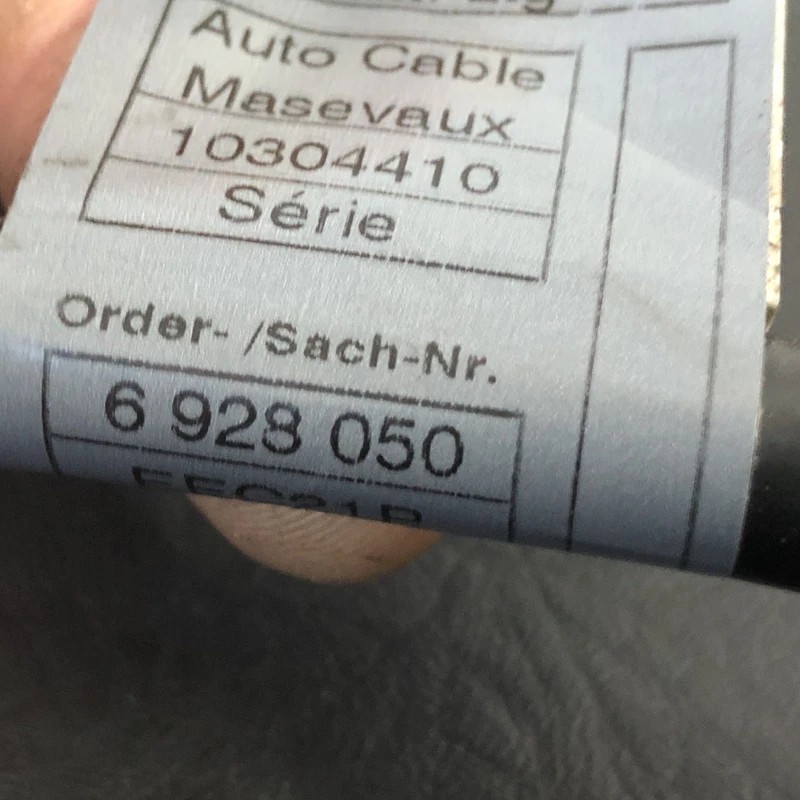 Auto Cable
Masevaux
10304410
Série
Order- /Sach-Nr.
6 928 050